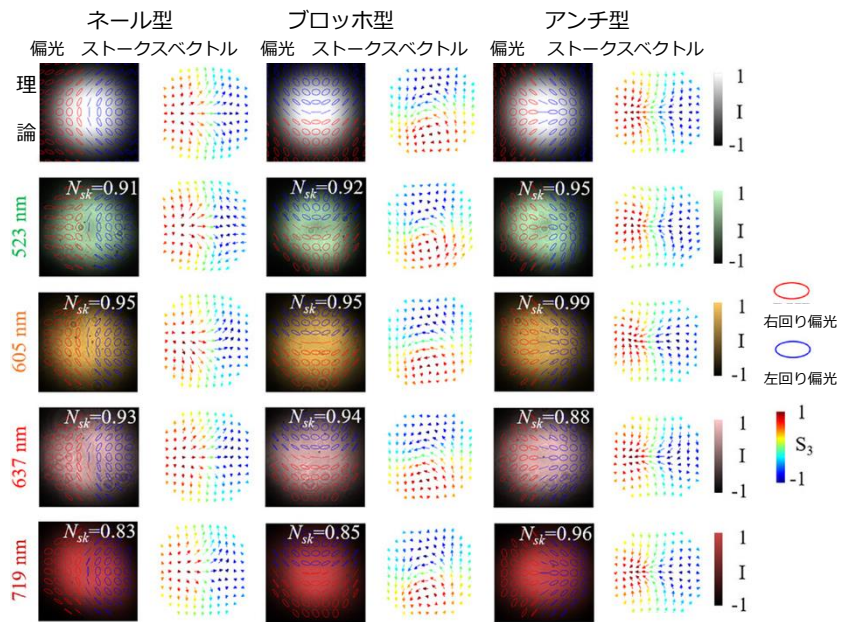 ネール型 ブロッホ型 アンチ型
偏光 ストークスベクトル 偏光 ストークスベクトル 偏光 ストークスベクトル
理
論
1
I
-1
523 nm
N_sk=0.91 N_sk=0.92 N_sk=0.95
1
I
-1
605 nm
N_sk=0.95 N_sk=0.95 N_sk=0.99
1
I
-1
右回り偏光
左回り偏光
637 nm
N_sk=0.93 N_sk=0.94 N_sk=0.88
1
I
-1
1
S₃
-1
719 nm
N_sk=0.83 N_sk=0.85 N_sk=0.96
1
I
-1